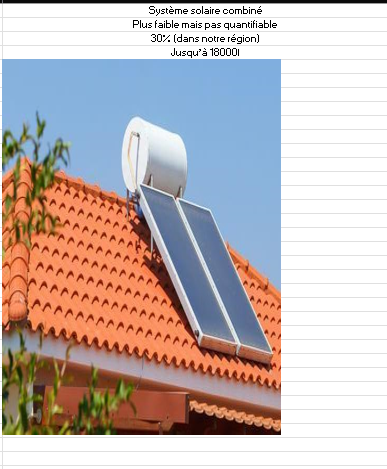 Système solaire combiné
Plus faible mais pas quantifiable
30% (dans notre région)
Jusqu'à 18000l